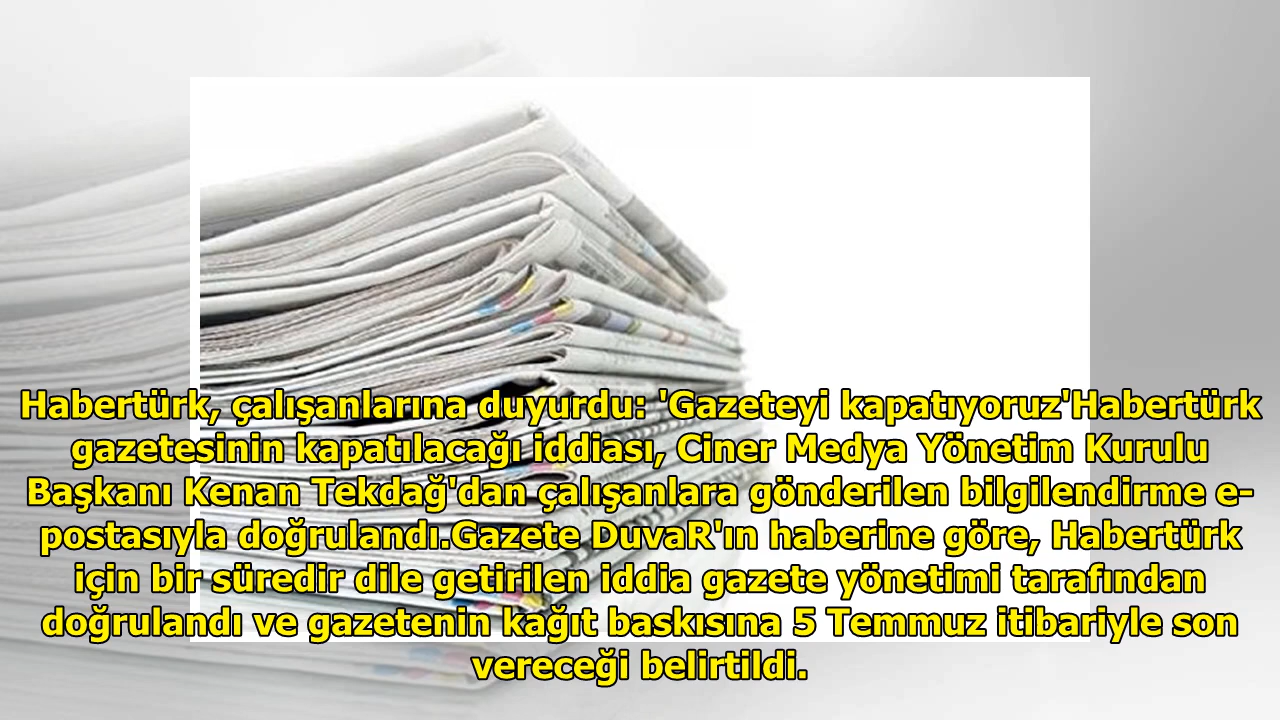 Habertürk, çalışanlarına duyurdu: 'Gazeteyi kapatıyoruz'Habertürk
gazetesinin kapatılacağı iddiası, Ciner Medya Yönetim Kurulu
Başkanı Kenan Tekdağ'dan çalışanlara gönderilen bilgilendirme e-
postasıyla doğrulandı.Gazete DuvaR'ın haberine göre, Habertürk
için bir süredir dile getirilen iddia gazete yönetimi tarafından
doğrulandı ve gazetenin kağıt baskısına 5 Temmuz itibariyle son
vereceği belirtildi.